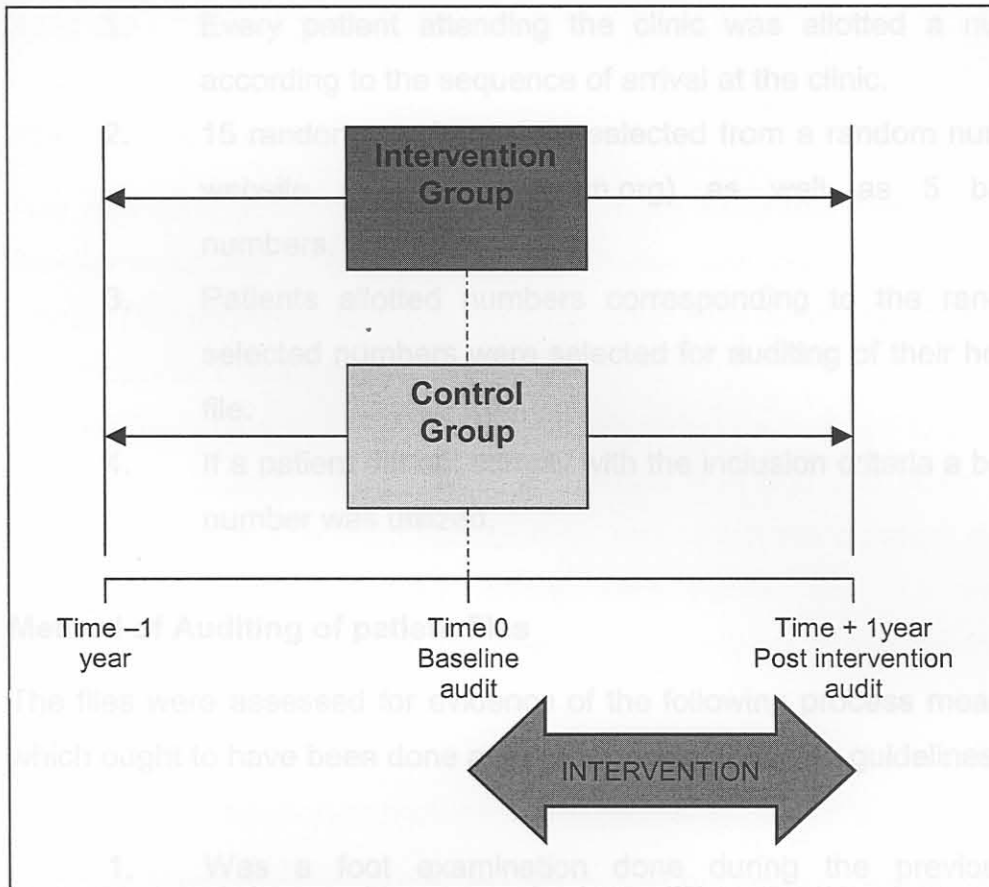 Every patient attending the clinic was allotted a
according to the sequence of arrival at the clinic.
2. 15 selected from a random
website org) as well as 5
numbers.
3. Patients allotted numbers corresponding to the
selected numbers were selected for auditing of their
file.
4. If a patient with the inclusion criteria a
number was utilized.
Intervention
Group
Control
Group
Time –1
year
Time 0
Baseline
audit
Time + 1year
Post intervention
audit
of Auditing of
The files were assessed for evidence of the following process
which ought to have been done guidelines
INTERVENTION
1. Was a foot examination done during the